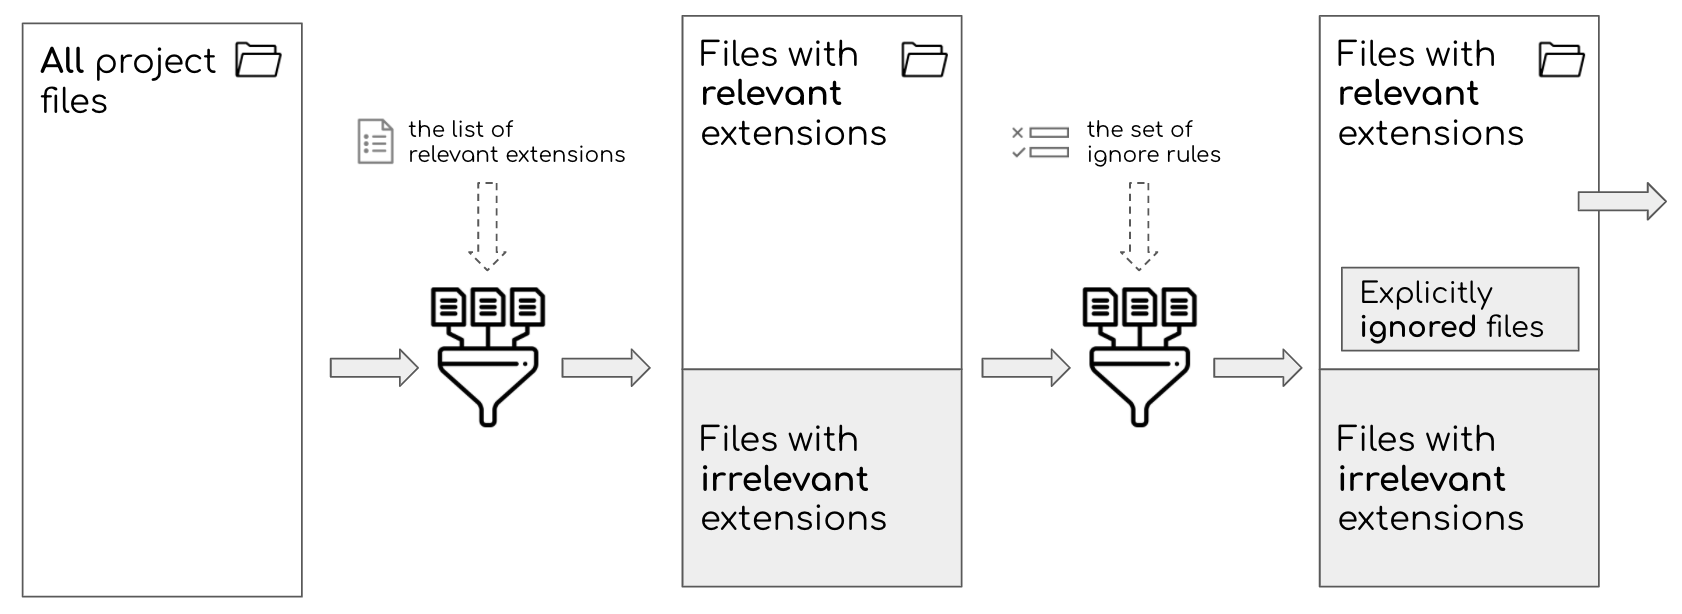 All project
files
the list of
relevant extensions
Files with
relevant
extensions
Files with
irrelevant
extensions
the set of
ignore rules
Files with
relevant
extensions
Explicitly
ignored files
Files with
irrelevant
extensions